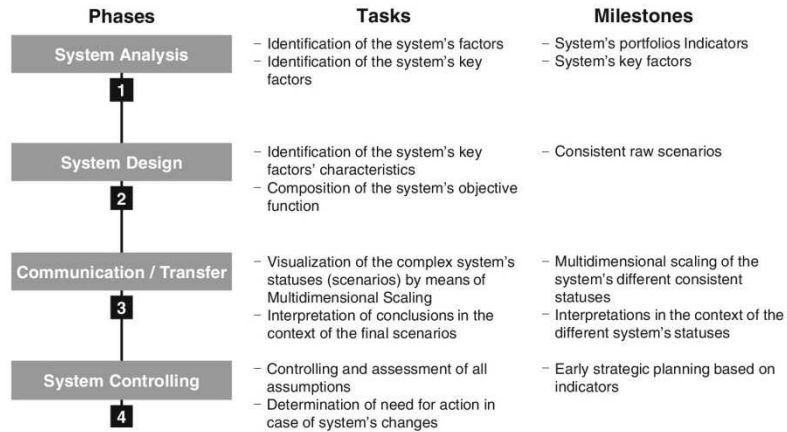 Phases Tasks Milestones
System Analysis
1
– Identification of the system's factors
– Identification of the system's key
factors
– System's portfolios Indicators
– System's key factors
System Design
2
– Identification of the system's key
factors' characteristics
– Composition of the system's objective
function
– Consistent raw scenarios
Communication / Transfer
3
– Visualization of the complex system's
statuses (scenarios) by means of
Multidimensional Scaling
– Interpretation of conclusions in the
context of the final scenarios
– Multidimensional scaling of the
system's different consistent
statuses
– Interpretations in the context of the
different system's statuses
System Controlling
4
– Controlling and assessment of all
assumptions
– Determination of need for action in
case of system's changes
– Early strategic planning based on
indicators